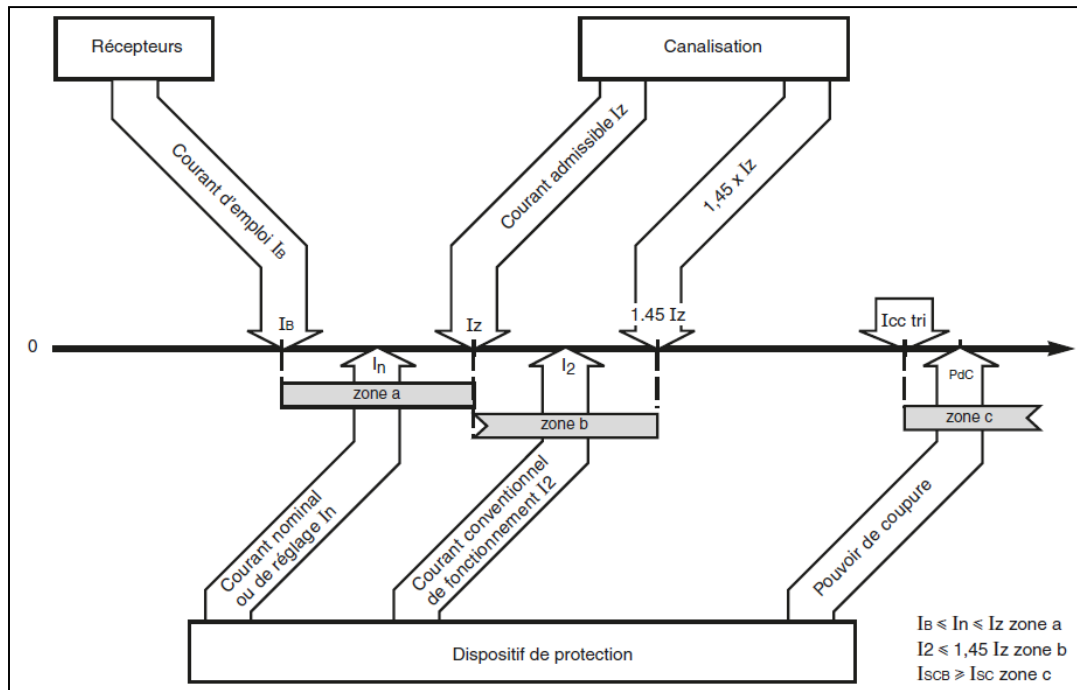 Récepteurs
Canalisation
Courant d'emploi IB
Courant admissible Iz
1,45 x Iz
0
IB
Iz
1.45 Iz
Icc tri
In
I2
PdC
zone a
zone b
zone c
Courant nominal
ou de réglage In
Courant conventionnel
de fonctionnement I2
Pouvoir de coupure
Dispositif de protection
IB ⩽ In ⩽ Iz zone a
I2 ⩽ 1,45 Iz zone b
ISCB ⩾ ISC zone c